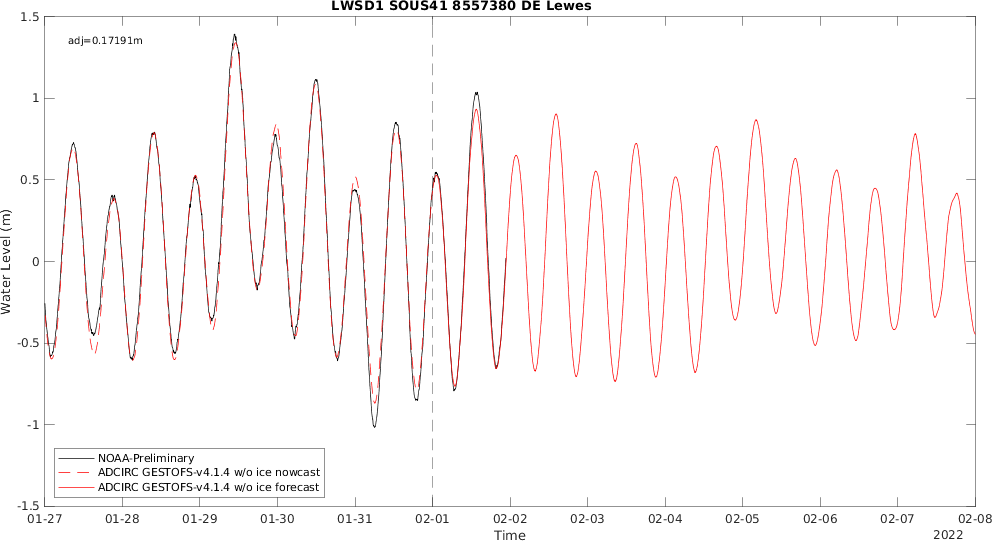 LWSD1 SOUS41 8557380 DE Lewes
adj=0.17191m
1.5
1
0.5
0
-0.5
-1
-1.5
Water Level (m)
NOAA-Preliminary
ADCIRC GESTOFS-v4.1.4 w/o ice nowcast
ADCIRC GESTOFS-v4.1.4 w/o ice forecast
01-27 01-28 01-29 01-30 01-31 02-01 02-02 02-03 02-04 02-05 02-06 02-07 02-08
Time
2022